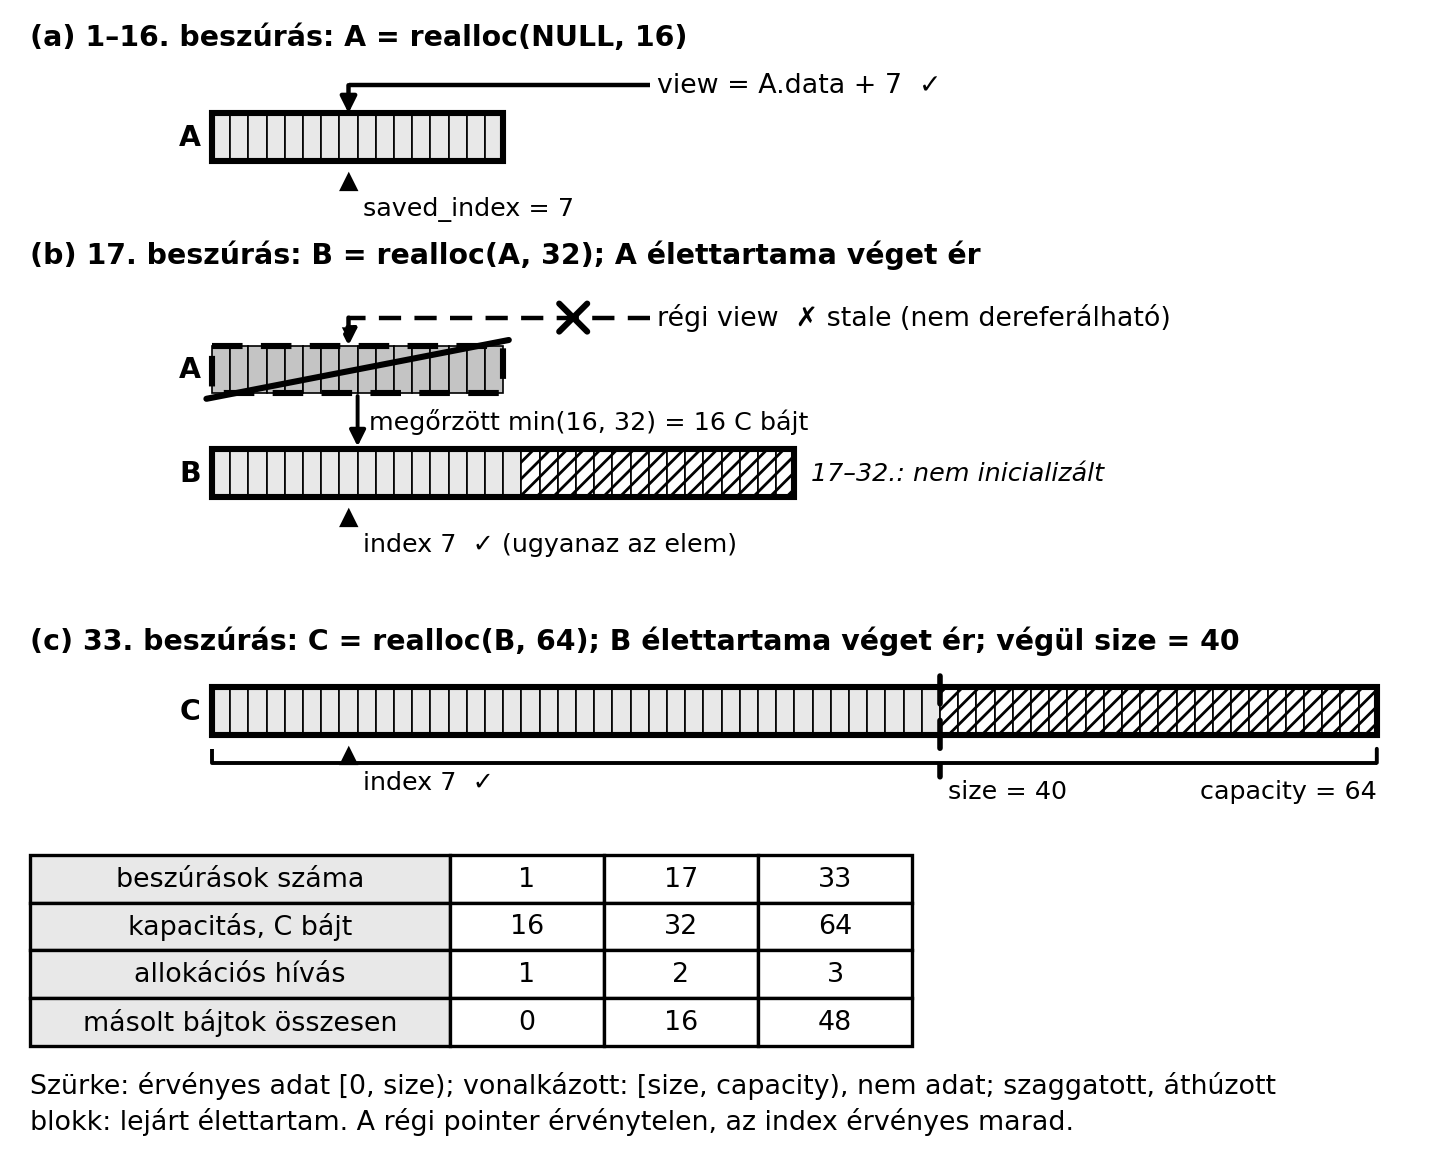 (a) 1–16. beszúrás: A = realloc(NULL, 16)
view = A.data + 7 ✓
A
saved_index = 7
(b) 17. beszúrás: B = realloc(A, 32); A élettartama véget ér
régi view ✗ stale (nem dereferálható)
A
megőrzött min(16, 32) = 16 C bájt
B
17–32.: nem inicializált
index 7 ✓ (ugyanaz az elem)
(c) 33. beszúrás: C = realloc(B, 64); B élettartama véget ér; végül size = 40
C
index 7 ✓
size = 40
capacity = 64
beszúrások száma 1 17 33
kapacitás, C bájt 16 32 64
allokációs hívás 1 2 3
másolt bájtok összesen 0 16 48
Szürke: érvényes adat [0, size); vonalkázott: [size, capacity), nem adat; szaggatott, áthúzott
blokk: lejárt élettartam. A régi pointer érvénytelen, az index érvényes marad.